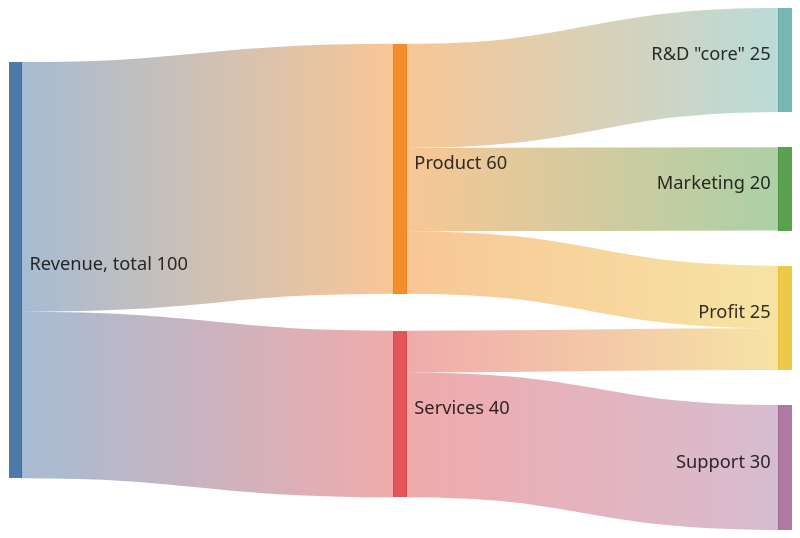 R&D "core" 25
Product 60
Marketing 20
Revenue, total 100
Profit 25
Services 40
Support 30